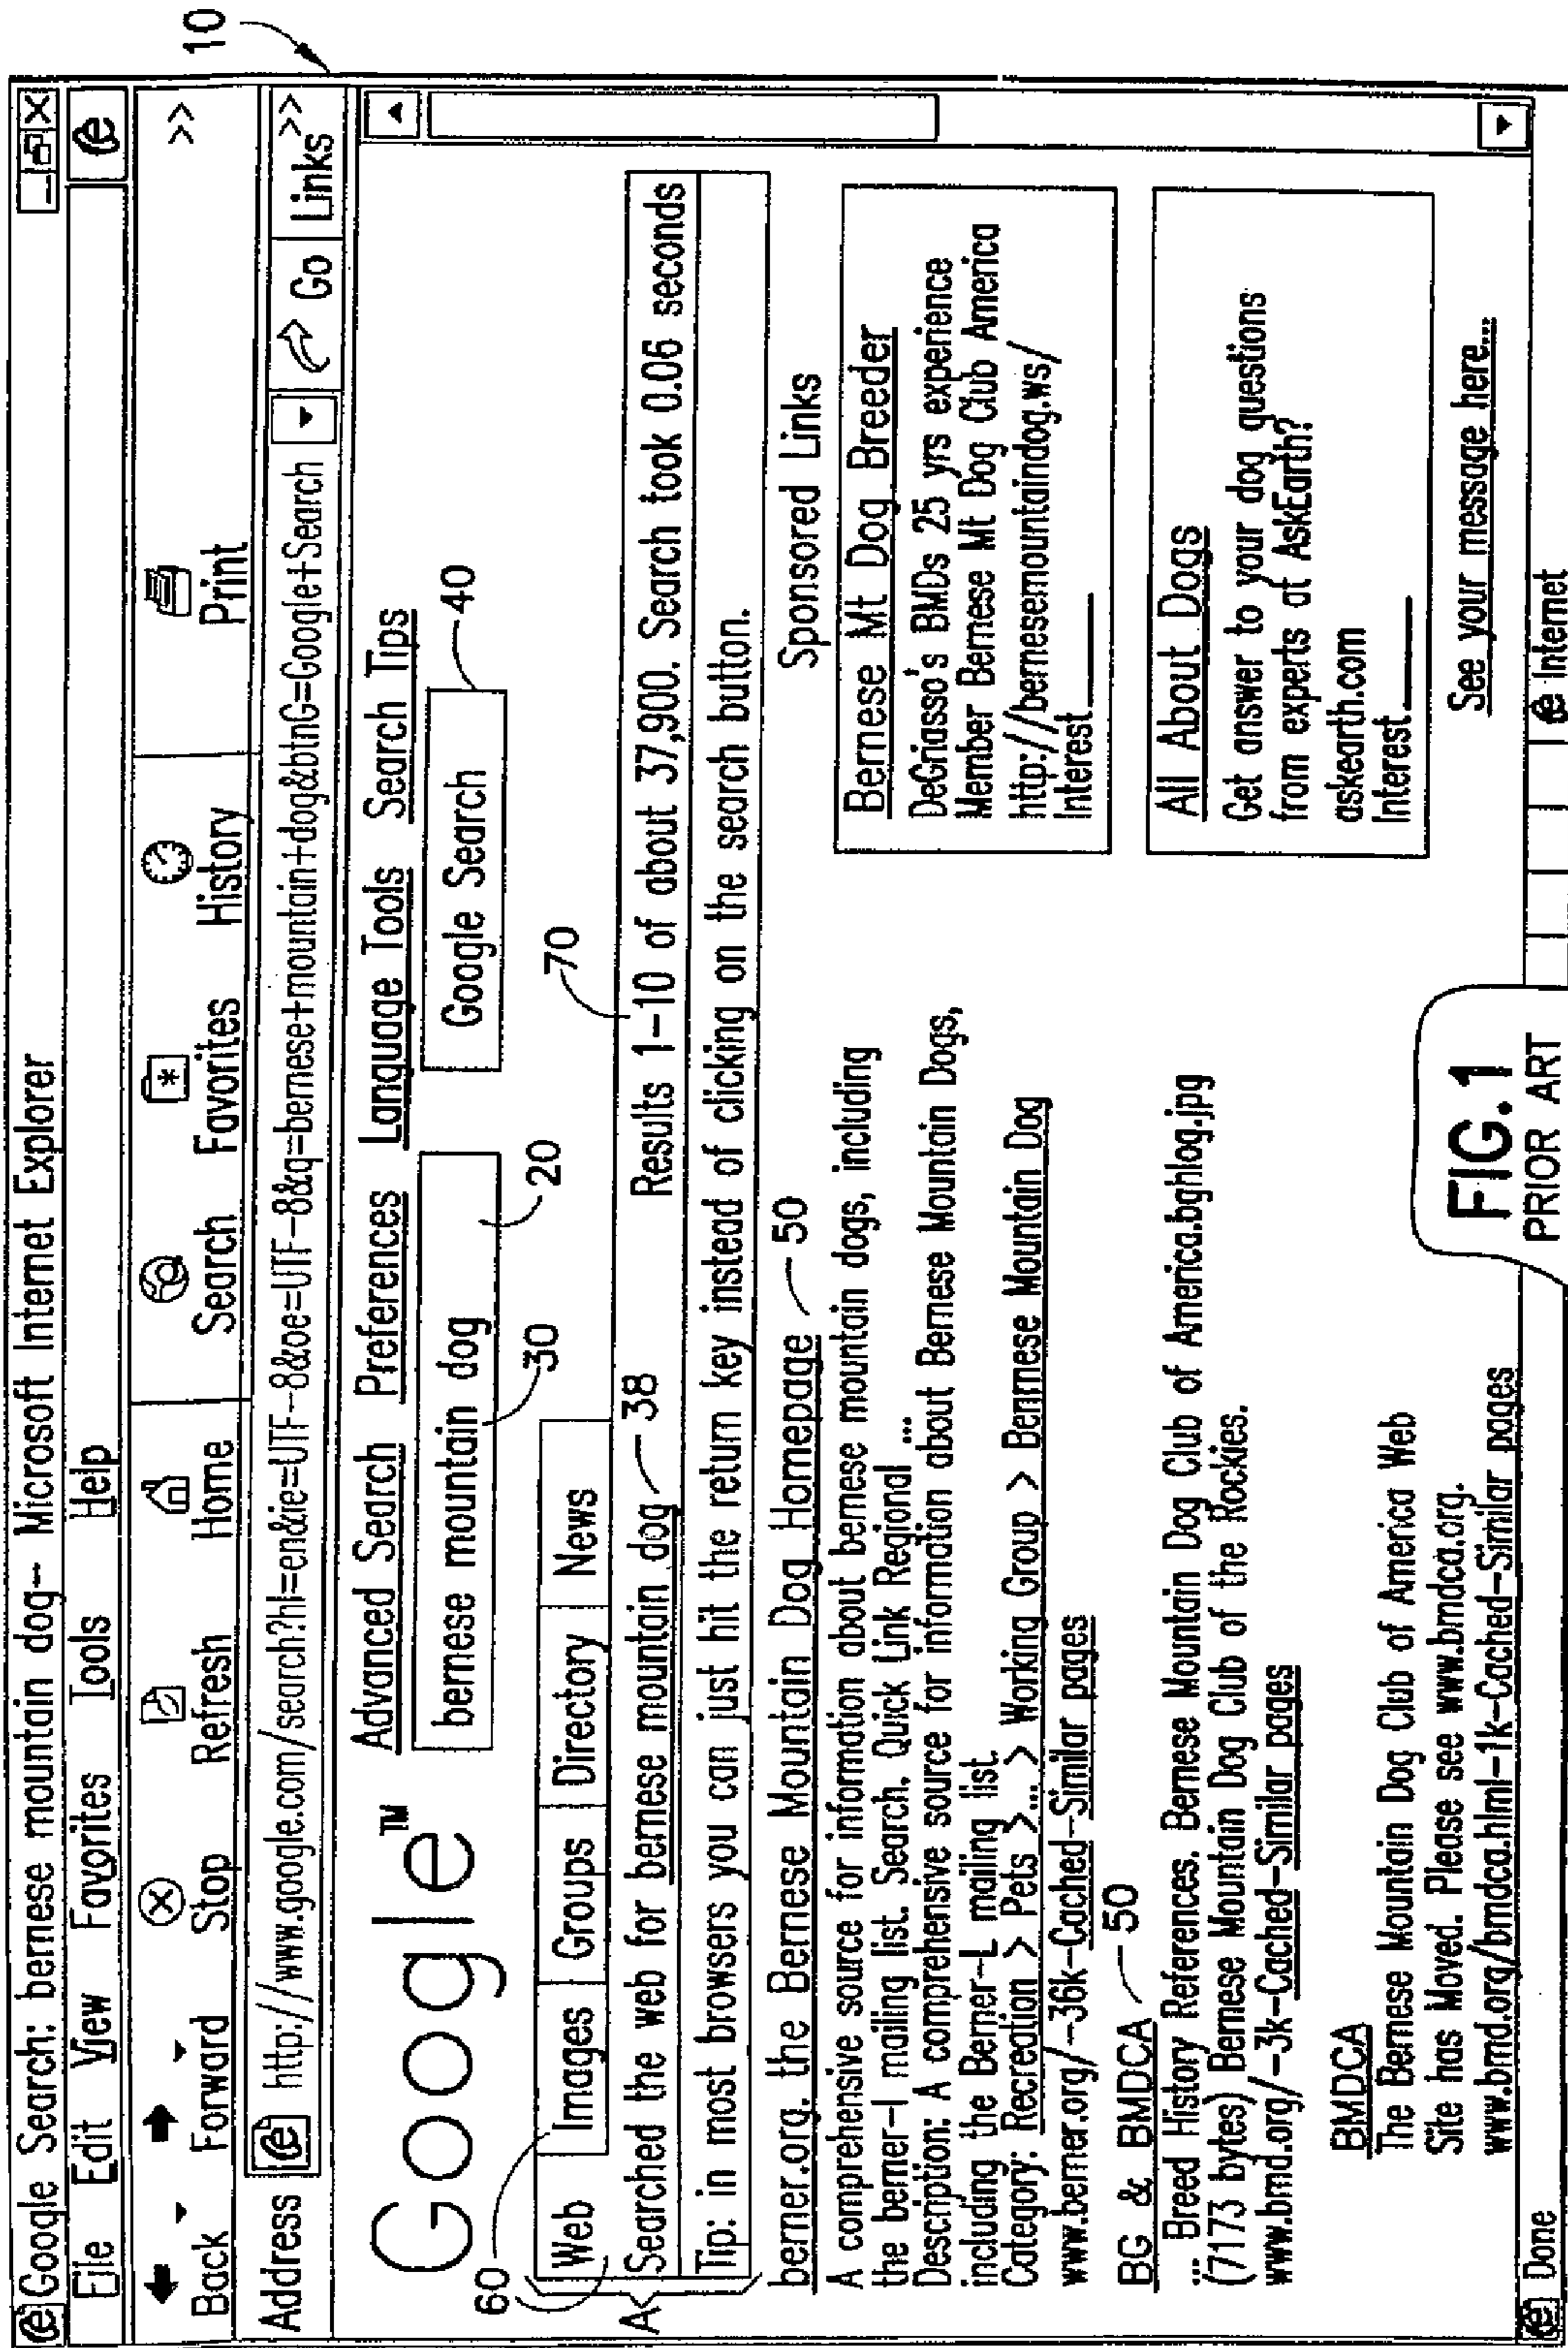 10
Google Search: bernese mountain dog-- Microsoft Internet Explorer
File Edit View Favorites Tools Help
Back Forward Stop Refresh Home Search Favorites History Print >>
Address http://www.google.com/search?hl=en&ie=UTF--8&oe=UTF-8&q=bernese+mountain+dog&btnG=Google+Search Go Links >>
Google™
Advanced Search Preferences Language Tools Search Tips
bernese mountain dog
Google Search
40
20
30
60
Web Images Groups Directory News
70
A
Searched the web for bernese mountain dog 38 Results 1-10 of about 37,900. Search took 0.06 seconds
Tip: in most browsers you can just hit the return key instead of clicking on the search button.
berner.org. the Bernese Mountain Dog Homepage 50
A comprehensive source for information about bernese mountain dogs, including
the berner-l mailing list. Search. Quick Link Regional ...
Description: A comprehensive source for information about Bernese Mountain Dogs,
including the Berner-L mailing list.
Category: Recreation > Pets >... > Working Group > Bernese Mountain Dog
www.berner.org/--36k-Cached--Similar pages
BG & BMDCA 50
... Breed History References. Bernese Mountain Dog Club of America.bghlog.jpg
(7173 bytes) Bernese Mountain Dog Club of the Rockies.
www.bmd.org/-3k-Cached-Similar pages
BMDCA
The Bernese Mountain Dog Club of America Web
Site has Moved. Please see www.bmdca.org.
www.bmd.org/bmdca.hlml-1k-Cached-Similar pages
Sponsored Links
Bernese Mt Dog Breeder
DeGriasso's BMDs 25 yrs experience
Member Bernese Mt Dog Club America
http://bernesemountaindog.ws/
Interest
All About Dogs
Get answer to your dog questions
from experts at AskEarth?
askearth.com
Interest
See your message here...
Done
Internet
FIG. 1
PRIOR ART